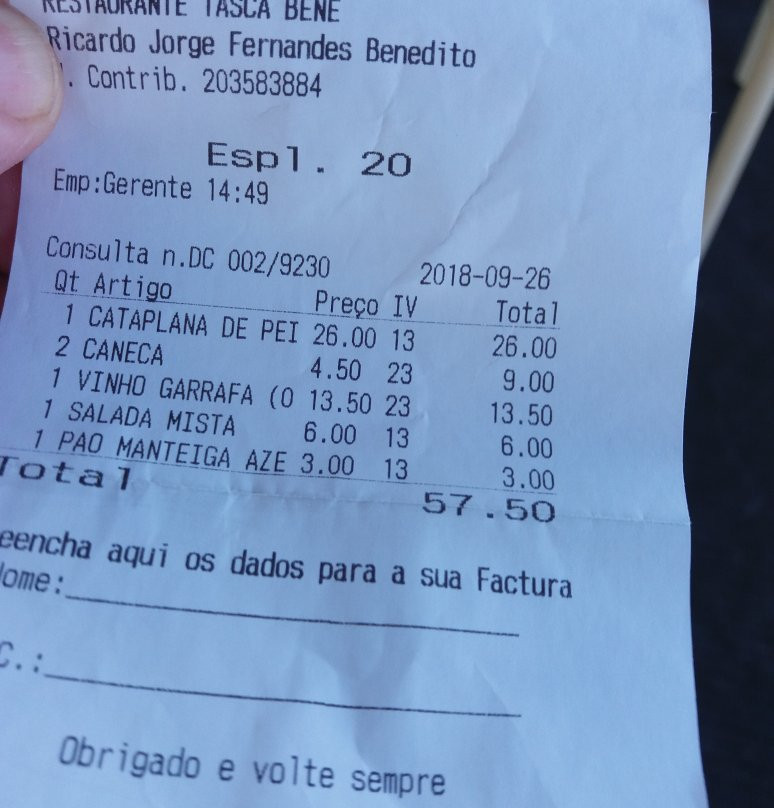 RESTAURANTE TASCA BENE
Ricardo Jorge Fernandes Benedito
. Contrib. 203583884
Espl. 20
Emp:Gerente 14:49
Consulta n.DC 002/9230 2018-09-26
Qt Artigo Preço IV Total
1 CATAPLANA DE PEI 26.00 13 26.00
2 CANECA 4.50 23 9.00
1 VINHO GARRAFA (O 13.50 23 13.50
1 SALADA MISTA 6.00 13 6.00
1 PAO MANTEIGA AZE 3.00 13 3.00
Total 57.50
eencha aqui os dados para a sua Factura
ome:
C.:
Obrigado e volte sempre